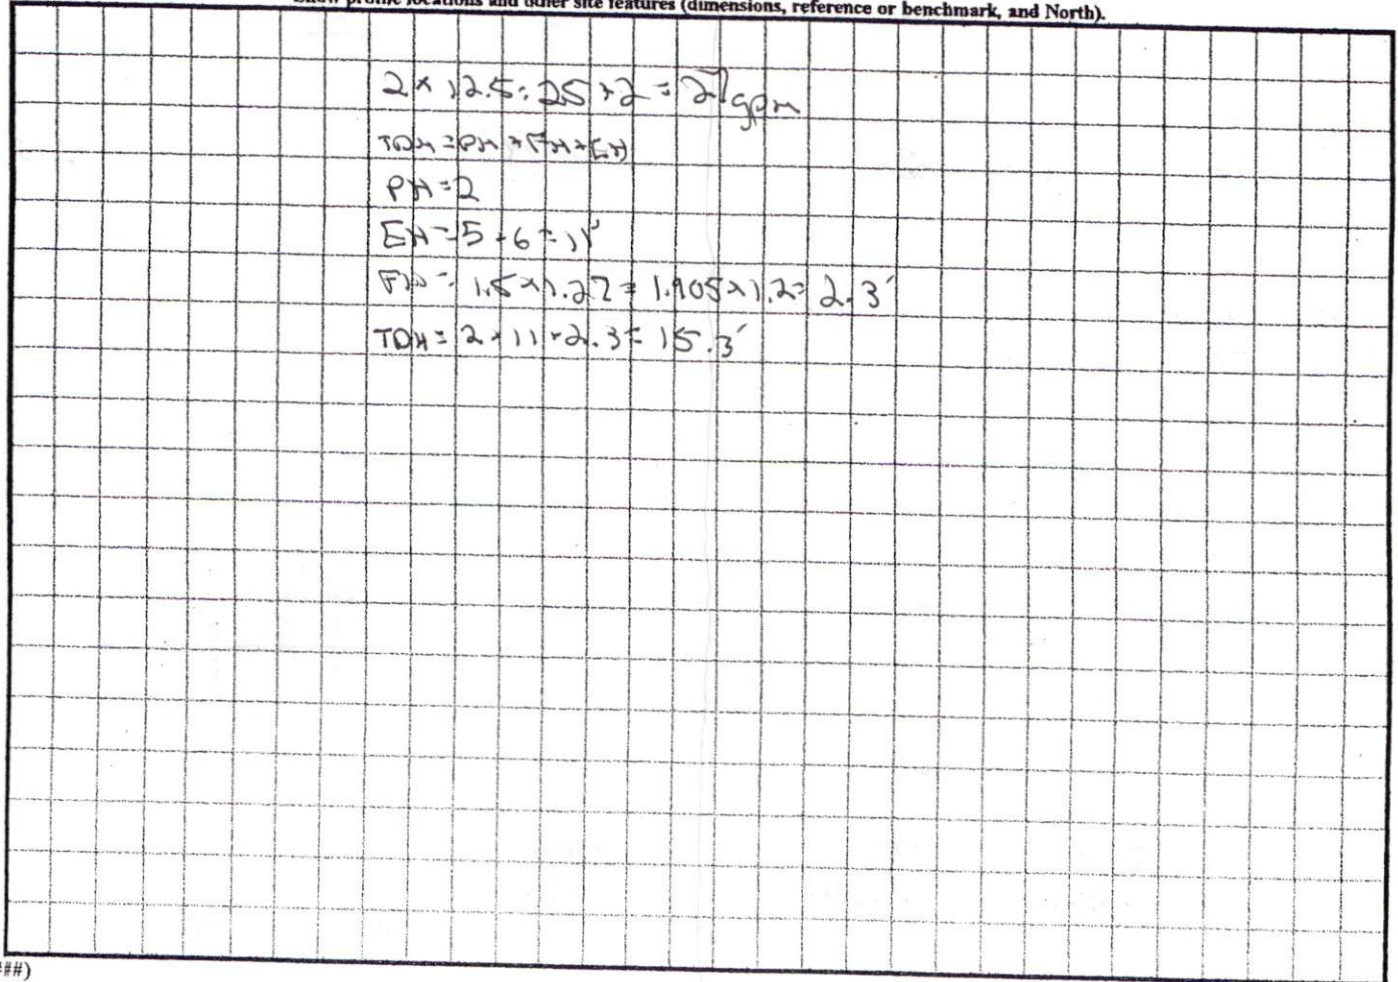 Show profile locations and other site features (dimensions, reference or benchmark, and North).
2 x 12.5 = 25 + 2 = 27 gpm
TDH = PH + FH + EH
PH = 2
EH = 5 + 6 = 11'
FH = 1.5 x 1.27 = 1.905 x 1.2 = 2.3'
TDH = 2 + 11 + 2.3 = 15.3'
##)